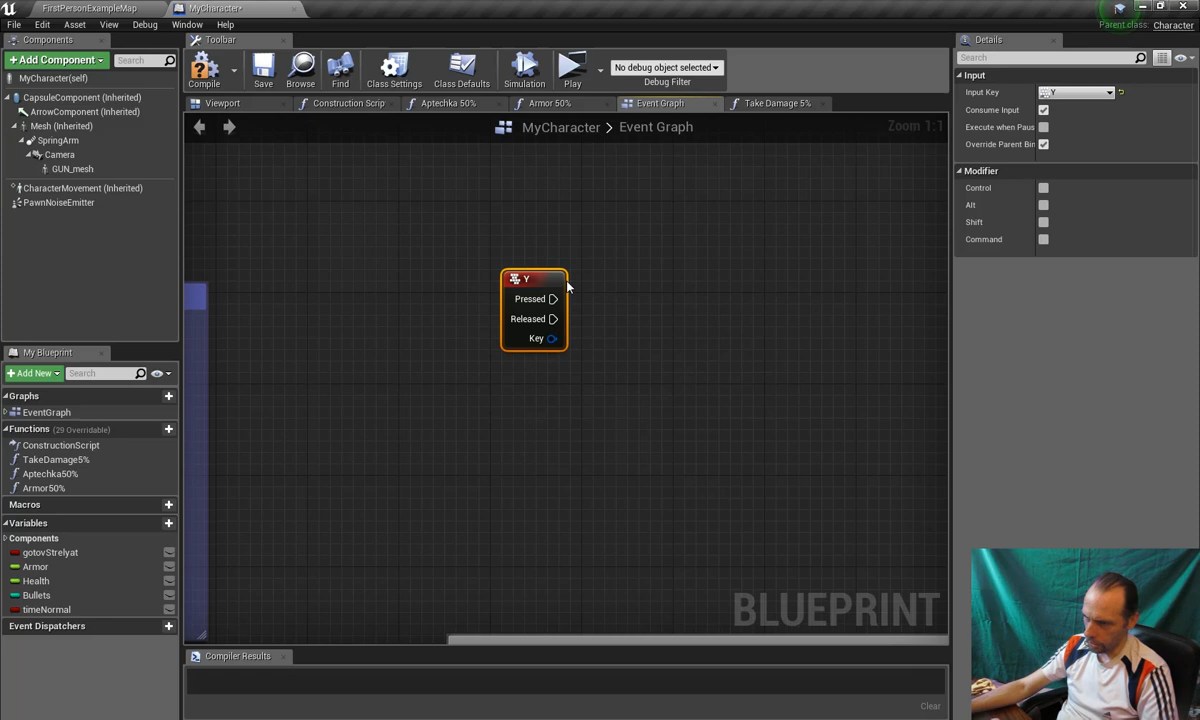 FirstPersonExampleMap
MyCharacter*
Parent class: Character
File Edit Asset View Debug Window Help
Components
+ Add Component
Search
MyCharacter(self)
CapsuleComponent (Inherited)
ArrowComponent (Inherited)
Mesh (Inherited)
SpringArm
Camera
GUN_mesh
CharacterMovement (Inherited)
PawnNoiseEmitter
My Blueprint
+ Add New
Search
Graphs
EventGraph
Functions (29 Overridable)
ConstructionScript
TakeDamage5%
Aptechka50%
Armor50%
Macros
Variables
Components
gotovStrelyat
Armor
Health
Bullets
timeNormal
Event Dispatchers
Toolbar
Compile
Save
Browse
Find
Class Settings
Class Defaults
Simulation
Play
No debug object selected
Debug Filter
Viewport
Construction Scrip
Aptechka 50%
Armor 50%
Event Graph
Take Damage 5%
MyCharacter > Event Graph
Zoom 1:1
Y
Pressed
Released
Key
BLUEPRINT
Compiler Results
Clear
Details
Search
Input
Input Key
Y
Consume Input
Execute when Paus
Override Parent Bin
Modifier
Control
Alt
Shift
Command